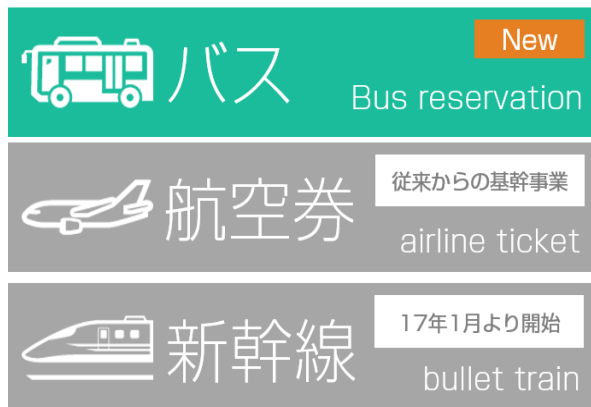 バス
New
Bus reservation
航空券
従来からの基幹事業
airline ticket
新幹線
17年1月より開始
bullet train